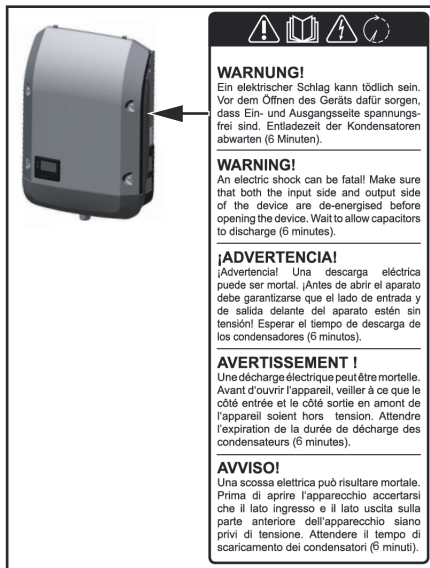 WARNUNG!
Ein elektrischer Schlag kann tödlich sein.
Vor dem Öffnen des Geräts dafür sorgen,
dass Ein- und Ausgangsseite spannungs-
frei sind. Entladezeit der Kondensatoren
abwarten (6 Minuten).
WARNING!
An electric shock can be fatal! Make sure
that both the input side and output side
of the device are de-energised before
opening the device. Wait to allow capacitors
to discharge (6 minutes).
¡ADVERTENCIA!
¡Advertencia! Una descarga eléctrica
puede ser mortal. ¡Antes de abrir el aparato
debe garantizarse que el lado de entrada y
de salida delante del aparato estén sin
tensión! Esperar el tiempo de descarga de
los condensadores (6 minutos).
AVERTISSEMENT !
Une décharge électrique peut être mortelle.
Avant d'ouvrir l'appareil, veiller à ce que le
côté entrée et le côté sortie en amont de
l'appareil soient hors tension. Attendre
l'expiration de la durée de décharge des
condensateurs (6 minutes).
AVVISO!
Una scossa elettrica può risultare mortale.
Prima di aprire l'apparecchio accertarsi
che il lato ingresso e il lato uscita sulla
parte anteriore dell'apparecchio siano
privi di tensione. Attendere il tempo di
scaricamento dei condensatori (6 minuti).